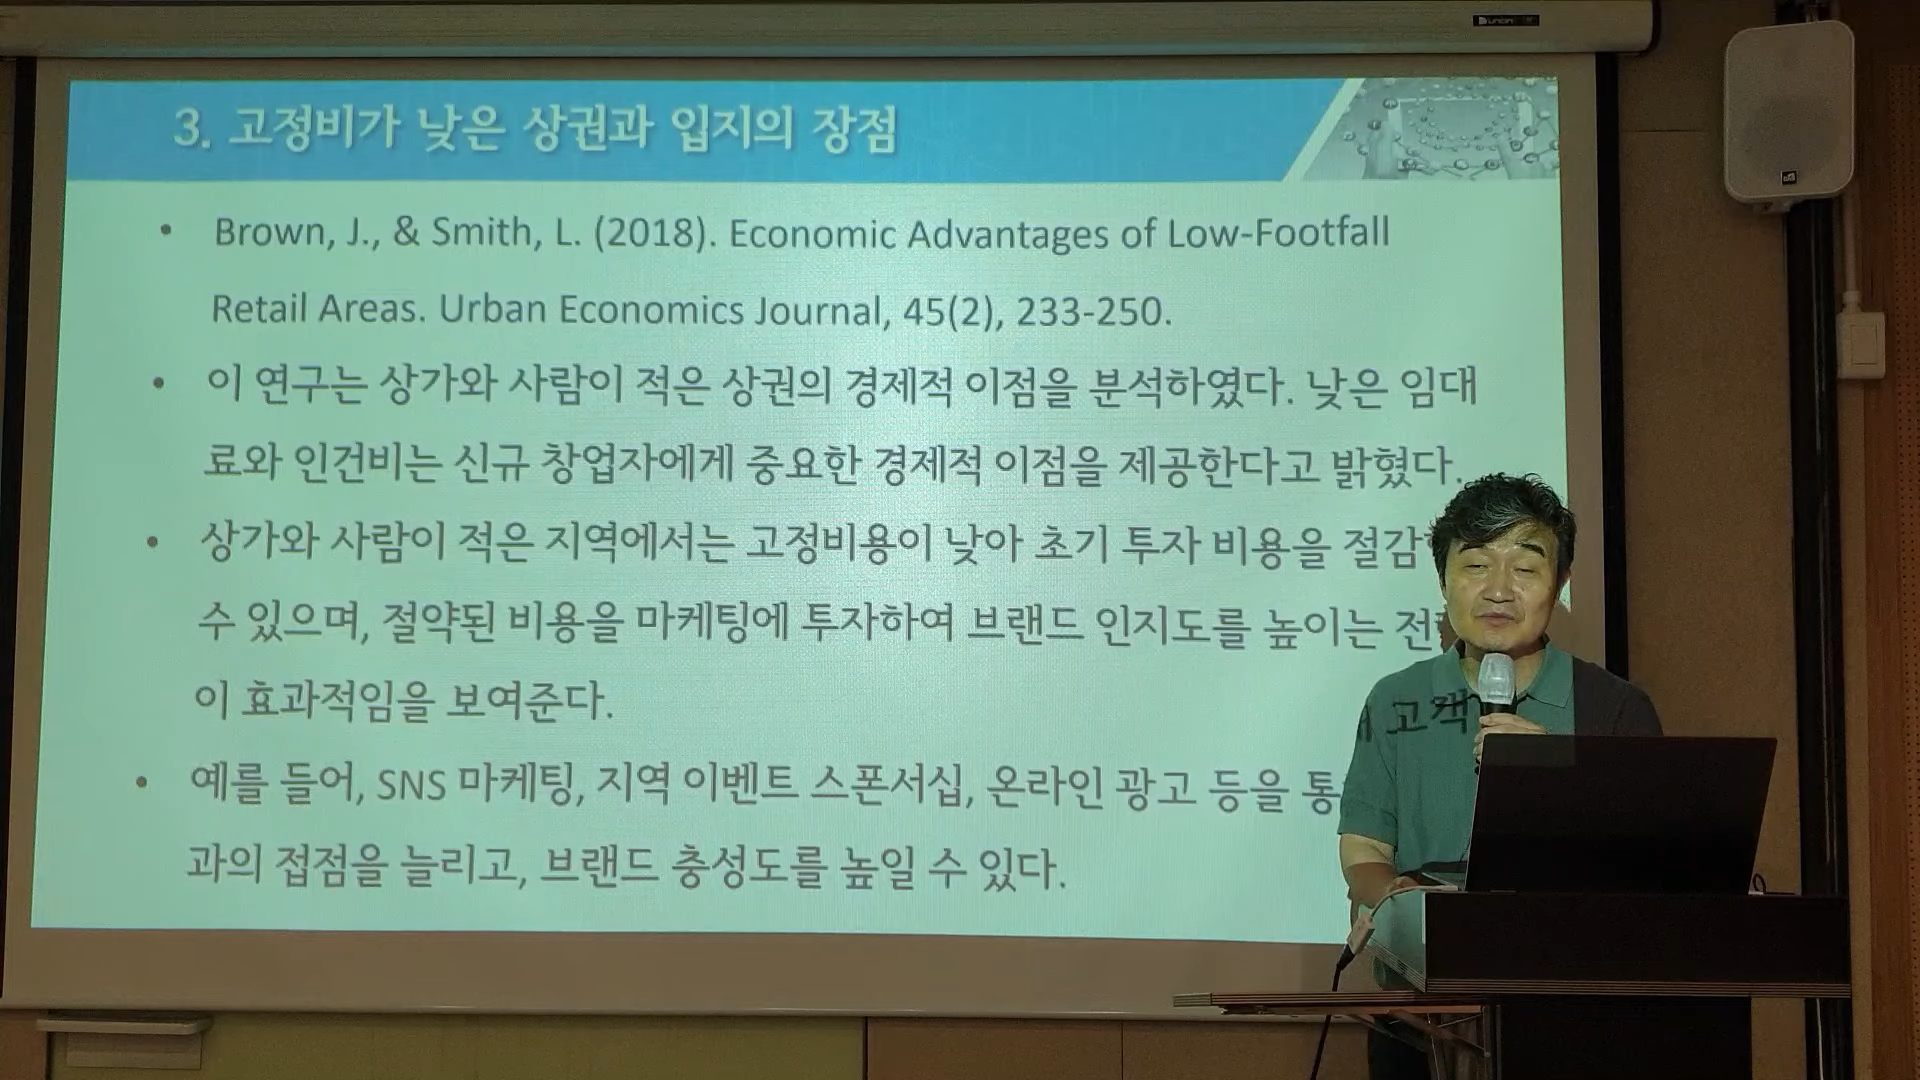 3. 고정비가 낮은 상권과 입지의 장점
• Brown, J., & Smith, L. (2018). Economic Advantages of Low-Footfall
Retail Areas. Urban Economics Journal, 45(2), 233-250.
• 이 연구는 상가와 사람이 적은 상권의 경제적 이점을 분석하였다. 낮은 임대
료와 인건비는 신규 창업자에게 중요한 경제적 이점을 제공한다고 밝혔다.
• 상가와 사람이 적은 지역에서는 고정비용이 낮아 초기 투자 비용을 절감
수 있으며, 절약된 비용을 마케팅에 투자하여 브랜드 인지도를 높이는 전
이 효과적임을 보여준다.
• 예를 들어, SNS 마케팅, 지역 이벤트 스폰서십, 온라인 광고 등을 통 고객
과의 접점을 늘리고, 브랜드 충성도를 높일 수 있다.